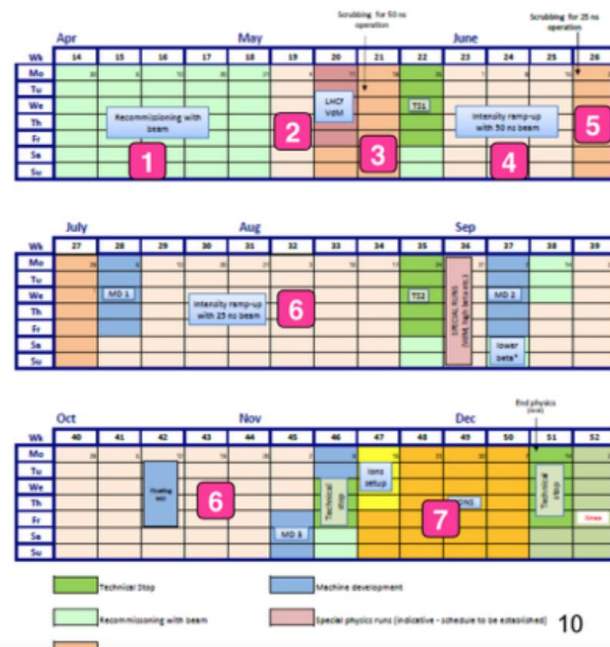 Scrubbing for 50 ns operation
Scrubbing for 25 ns operation
Apr May June
Wk 14 15 16 17 18 19 20 21 22 23 24 25 26
Mo
Tu
We
Th
Fr
Sa
Su
Recommissioning with beam
LHCf VdM
TS1
Intensity ramp-up with 50 ns beam
1
2
3
4
5
July Aug Sep
Wk 27 28 29 30 31 32 33 34 35 36 37 38 39
Mo
Tu
We
Th
Fr
Sa
Su
MD 1
Intensity ramp-up with 25 ns beam
6
TS2
SPECIAL RUNS
MD 2
lower beta*
End physics
Oct Nov Dec
Wk 40 41 42 43 44 45 46 47 48 49 50 51 52
Mo
Tu
We
Th
Fr
Sa
Su
6
MD 3
Technical stop
Ions setup
7
IONS
Technical stop
Technical Stop
Machine development
Recommissioning with beam
Special physics runs (indicative - schedule to be established)
10